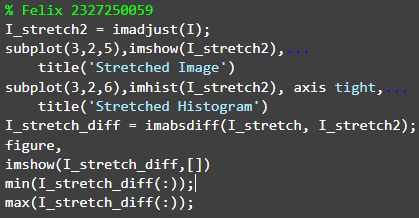 % Felix 2327250059
I_stretch2 = imadjust(I);
subplot(3,2,5),imshow(I_stretch2),...
    title('Stretched Image')
subplot(3,2,6),imhist(I_stretch2), axis tight,...
    title('Stretched Histogram')
I_stretch_diff = imabsdiff(I_stretch, I_stretch2);
figure,
imshow(I_stretch_diff,[])
min(I_stretch_diff(:));
max(I_stretch_diff(:));